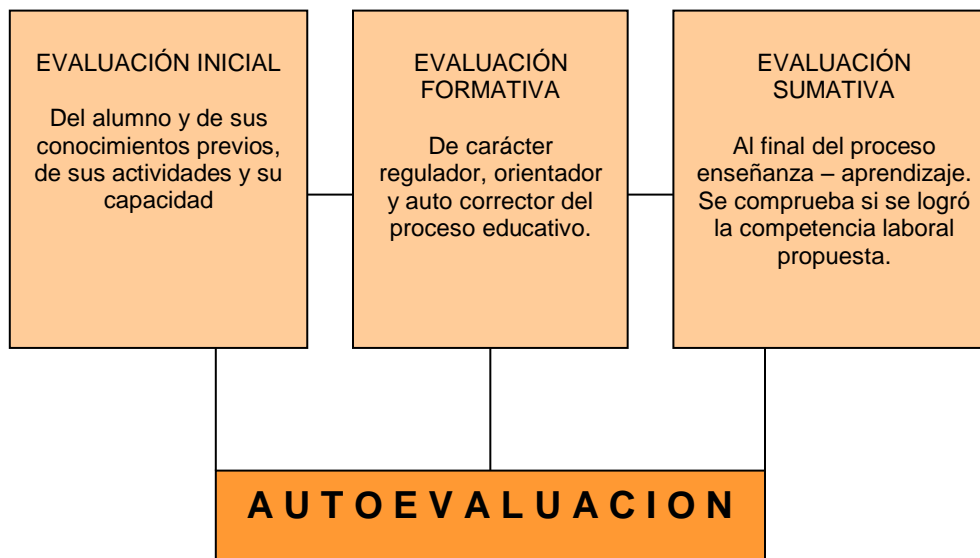 EVALUACIÓN INICIAL
Del alumno y de sus
conocimientos previos,
de sus actividades y su
capacidad
EVALUACIÓN
FORMATIVA
De carácter
regulador, orientador
y auto corrector del
proceso educativo.
EVALUACIÓN
SUMATIVA
Al final del proceso
enseñanza – aprendizaje.
Se comprueba si se logró
la competencia laboral
propuesta.
A U T O E V A L U A C I O N